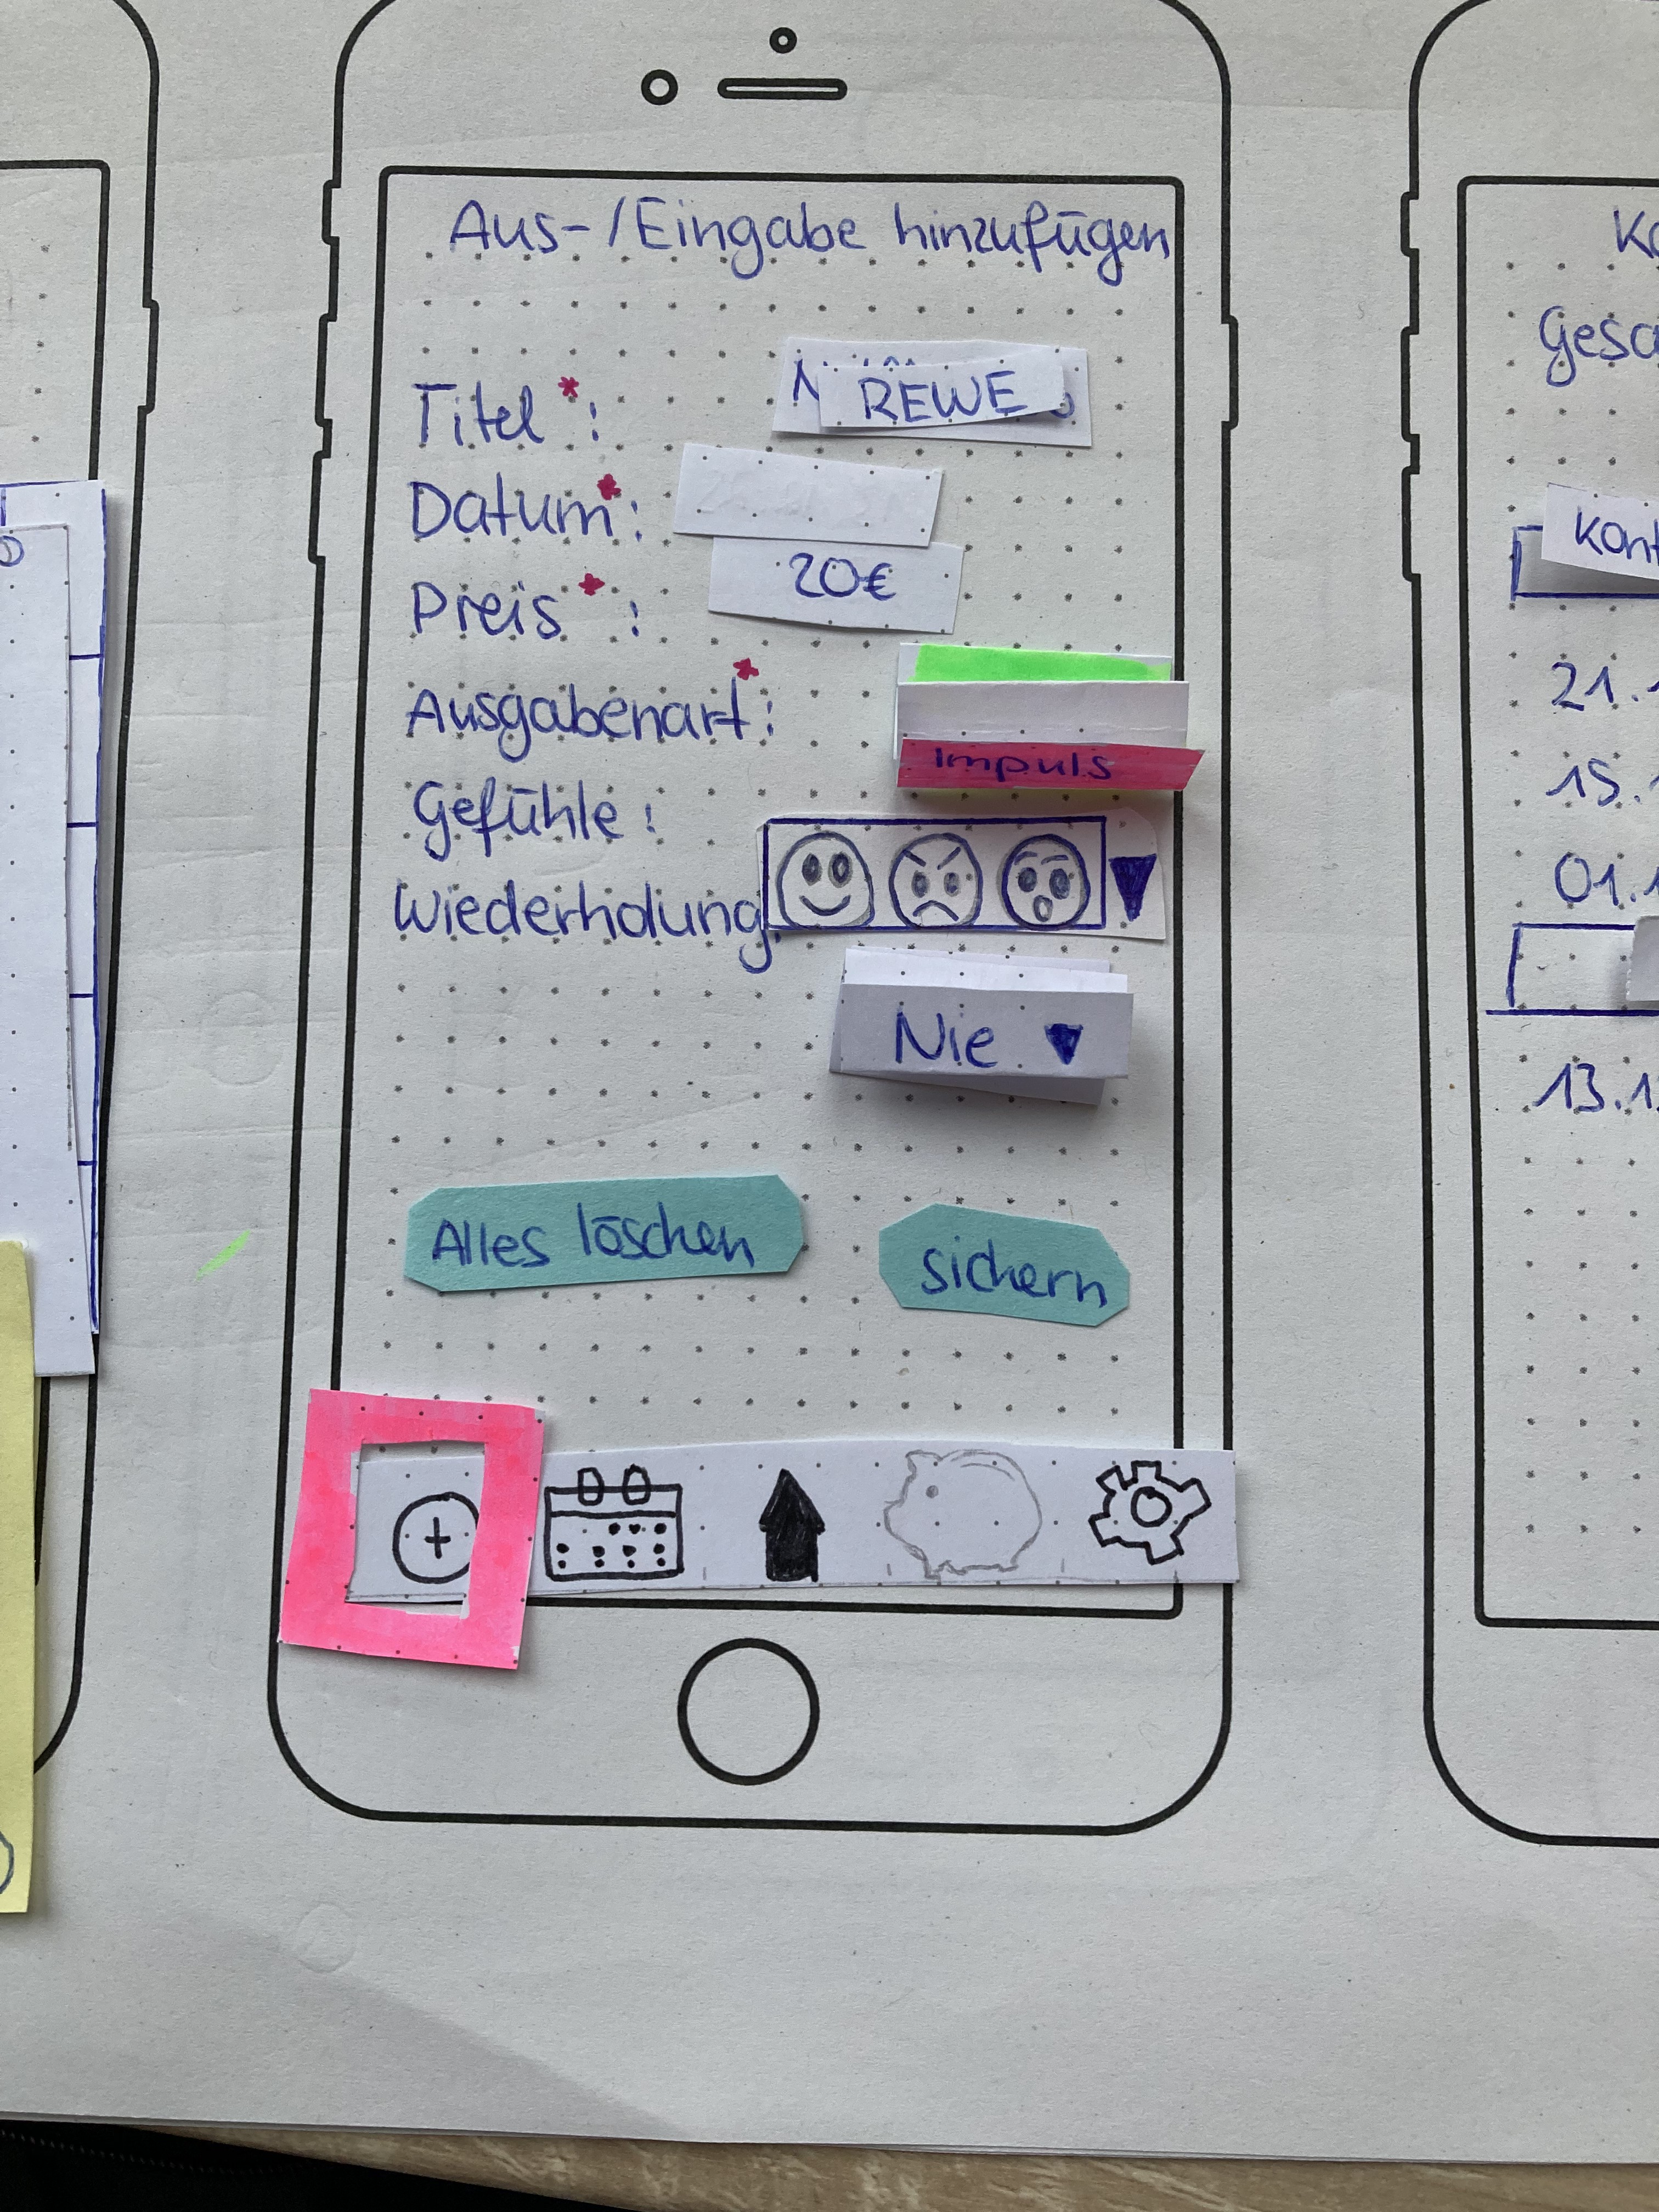 Aus-/Eingabe hinzufügen
Titel*: REWE
Datum*:
Preis*: 20€
Ausgabenart*:
Impuls
Gefühle:
Wiederholung:
Nie
Alles löschen
sichern
21.
15.
01.
13.